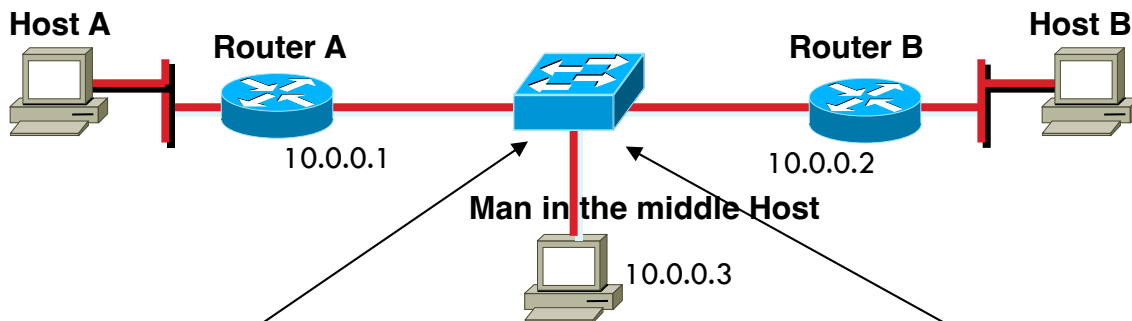 Host A
Host B
Router A
Router B
10.0.0.1
10.0.0.2
Man in the middle Host
10.0.0.3